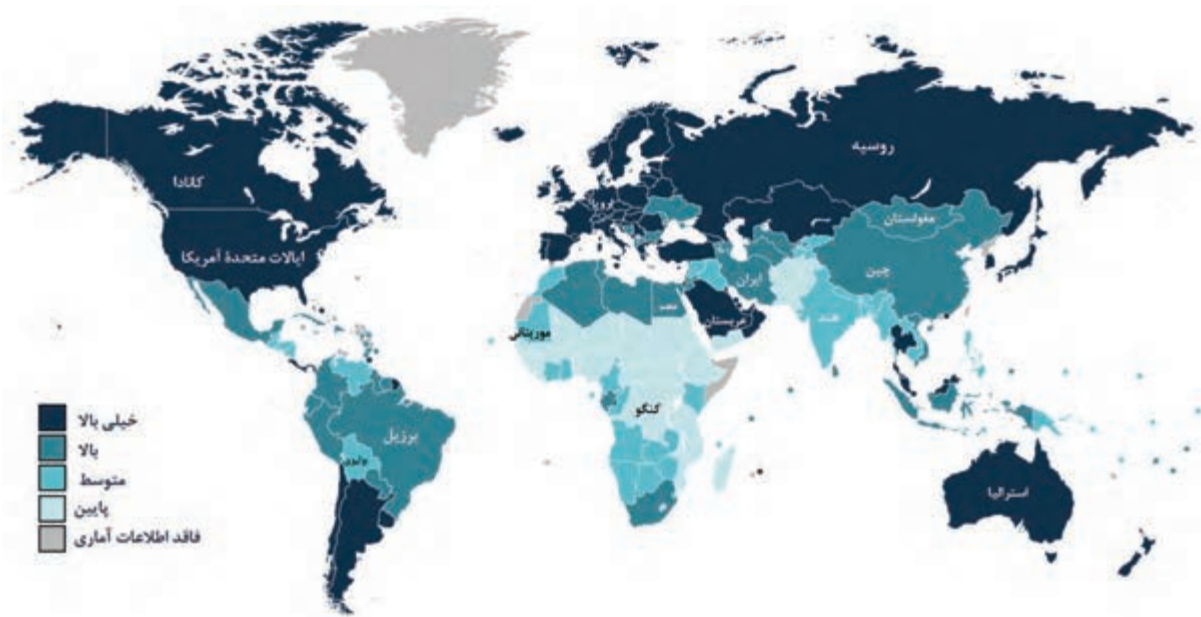 روسیه
کانادا
اروپا
مغولستان
ایالات متحدهٔ آمریکا
چین
ایران
مصر
هند
عربستان
موریتانی
کنگو
برزیل
بولیوی
استرالیا
خیلی بالا
بالا
متوسط
پایین
فاقد اطلاعات آماری